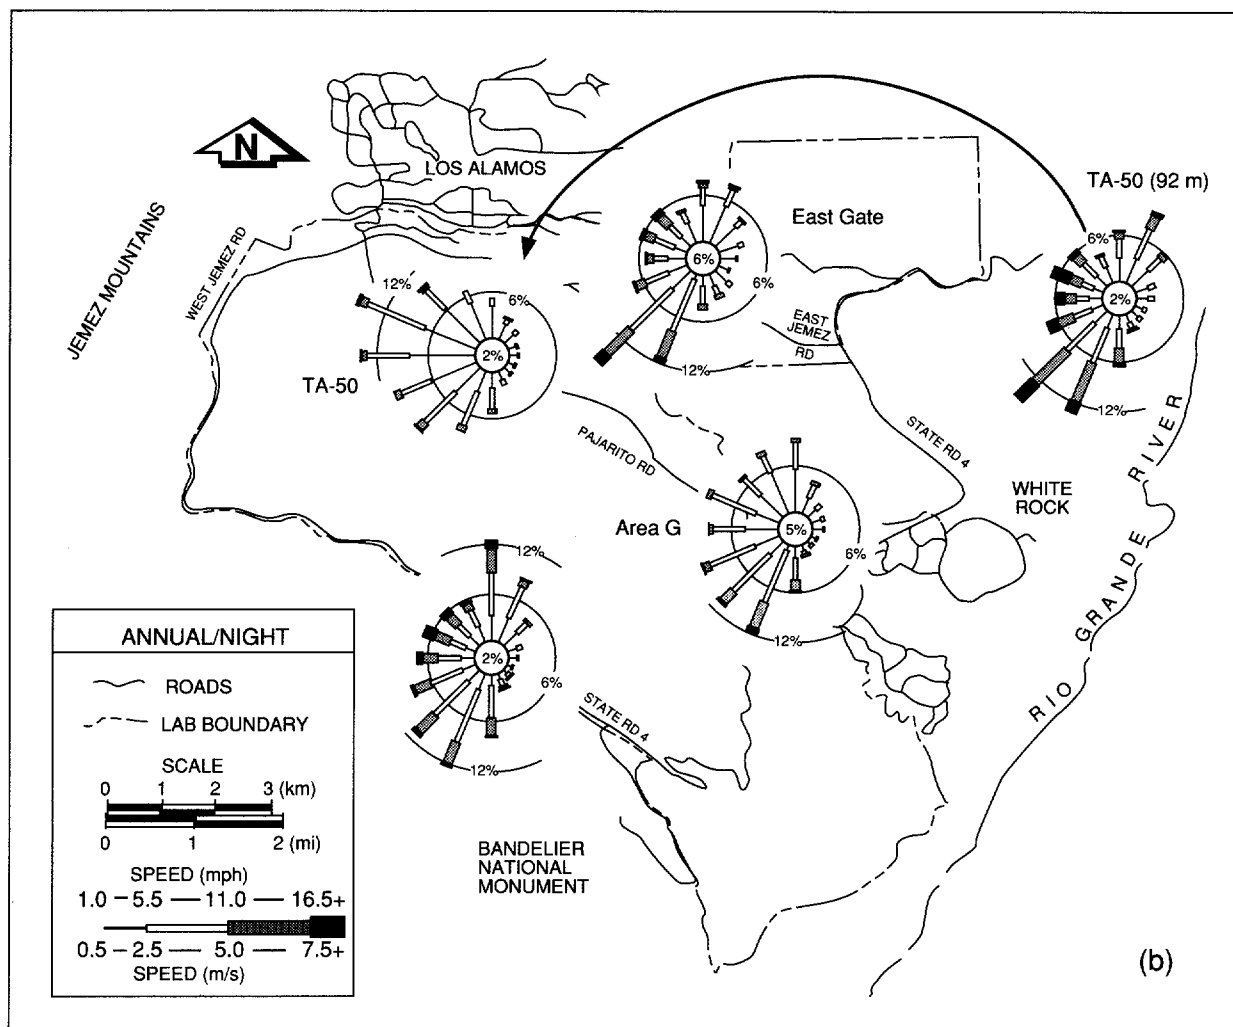 N
LOS ALAMOS
TA-50 (92 m)
East Gate
JEMEZ MOUNTAINS
WEST JEMEZ RD
6%
12%
6%
6%
6%
2%
EAST
JEMEZ
RD
2%
TA-50
12%
12%
PAJARITO RD
STATE RD 4
RIO GRANDE RIVER
WHITE
ROCK
Area G
5%
6%
12%
12%
2%
6%
12%
STATE RD 4
ANNUAL/NIGHT
ROADS
LAB BOUNDARY
SCALE
0 1 2 3 (km)
0 1 2 (mi)
SPEED (mph)
1.0 – 5.5 — 11.0 — 16.5+
0.5 – 2.5 — 5.0 — 7.5+
SPEED (m/s)
BANDELIER
NATIONAL
MONUMENT
(b)